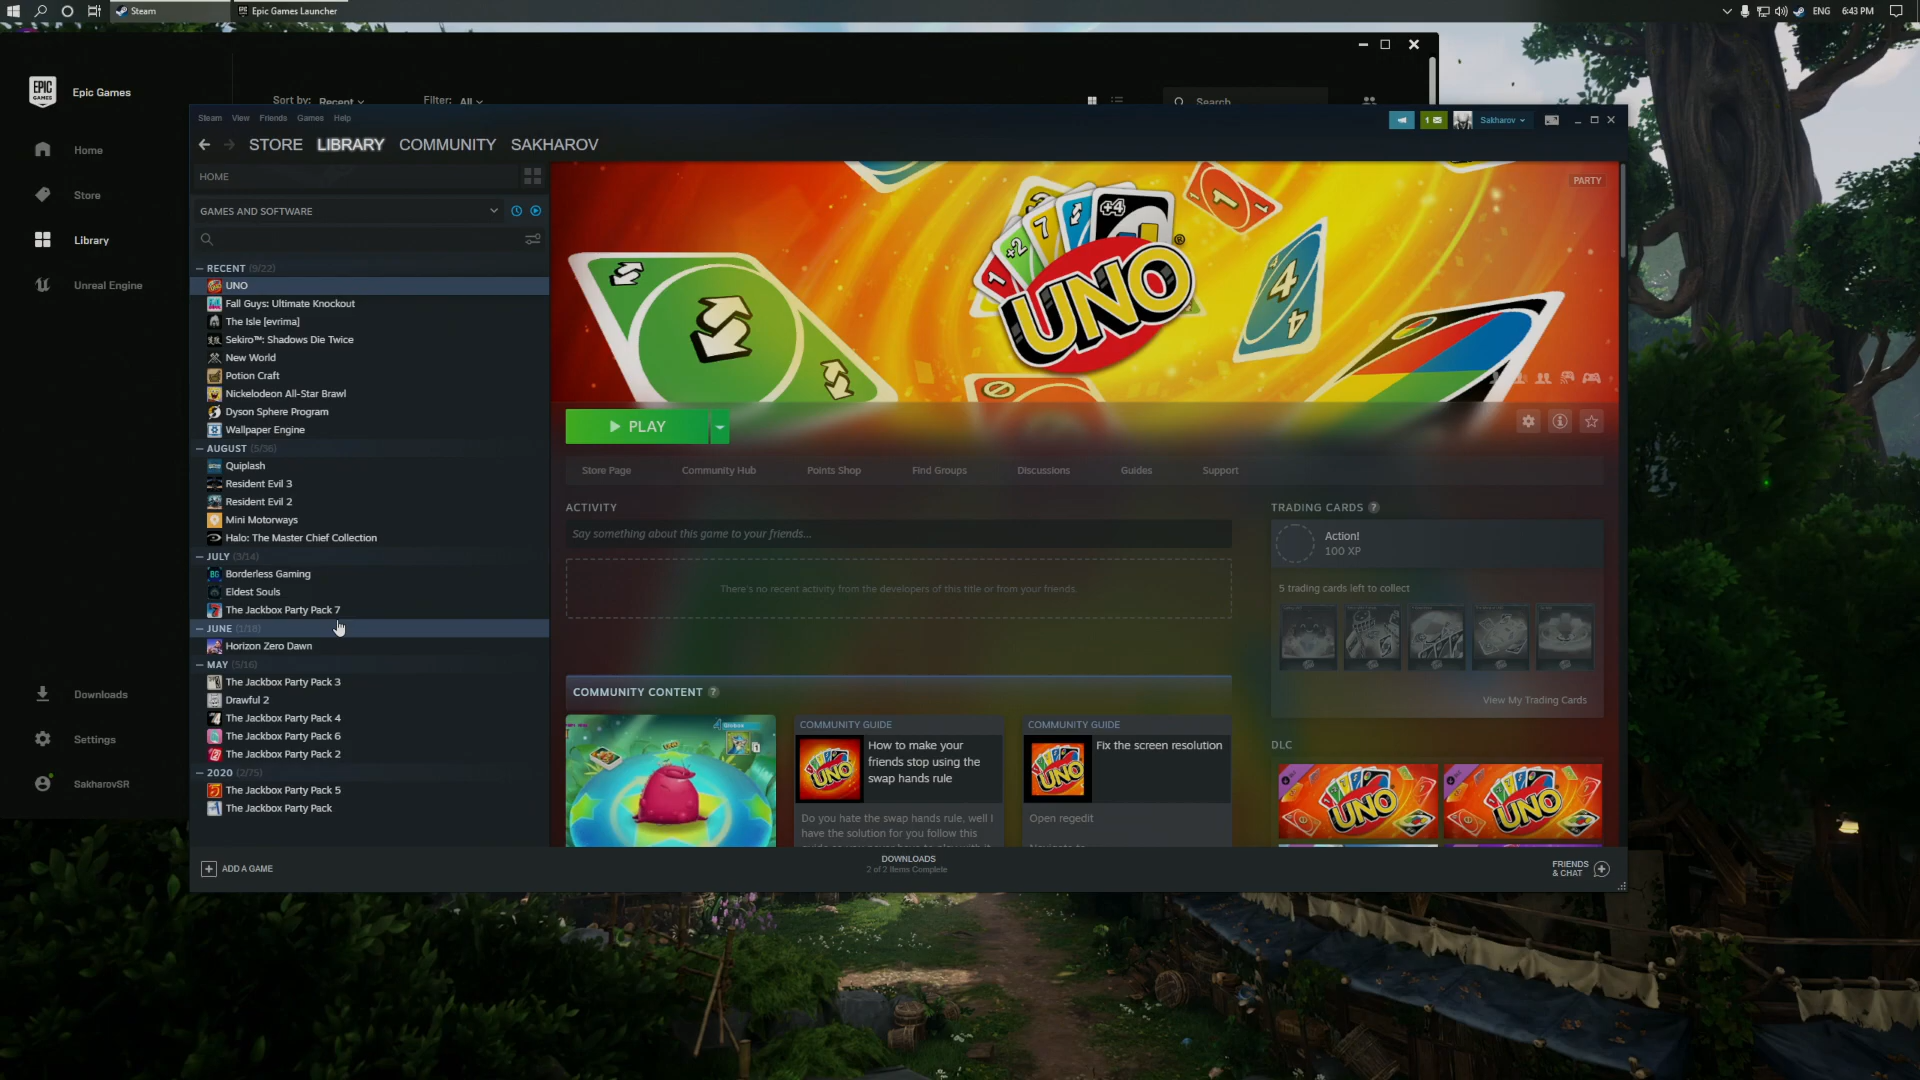 Steam
Epic Games Launcher
ENG
6:43 PM
EPIC
GAMES
Epic Games
Home
Store
Library
Unreal Engine
Downloads
Settings
SakharovSR
Sort by: Recent
Filter: All
Search
Steam View Friends Games Help
1
Sakharov
STORE LIBRARY COMMUNITY SAKHAROV
HOME
GAMES AND SOFTWARE
RECENT (9/22)
UNO
Fall Guys: Ultimate Knockout
The Isle [evrima]
Sekiro™: Shadows Die Twice
New World
Potion Craft
Nickelodeon All-Star Brawl
Dyson Sphere Program
Wallpaper Engine
AUGUST (5/36)
Quiplash
Resident Evil 3
Resident Evil 2
Mini Motorways
Halo: The Master Chief Collection
JULY (3/14)
Borderless Gaming
Eldest Souls
The Jackbox Party Pack 7
JUNE (1/18)
Horizon Zero Dawn
MAY (5/16)
The Jackbox Party Pack 3
Drawful 2
The Jackbox Party Pack 4
The Jackbox Party Pack 6
The Jackbox Party Pack 2
2020 (2/75)
The Jackbox Party Pack 5
The Jackbox Party Pack
ADD A GAME
PARTY
UNO
®
PLAY
Store Page Community Hub Points Shop Find Groups Discussions Guides Support
ACTIVITY
Say something about this game to your friends...
There's no recent activity from the developers of this title or from your friends.
COMMUNITY CONTENT ?
COMMUNITY GUIDE
How to make your
friends stop using the
swap hands rule
Do you hate the swap hands rule, well I
have the solution for you follow this
COMMUNITY GUIDE
Fix the screen resolution
Open regedit
Navigate to
TRADING CARDS ?
Action!
100 XP
5 trading cards left to collect
View My Trading Cards
DLC
UNO
UNO
DOWNLOADS
2 of 2 Items Complete
FRIENDS
& CHAT